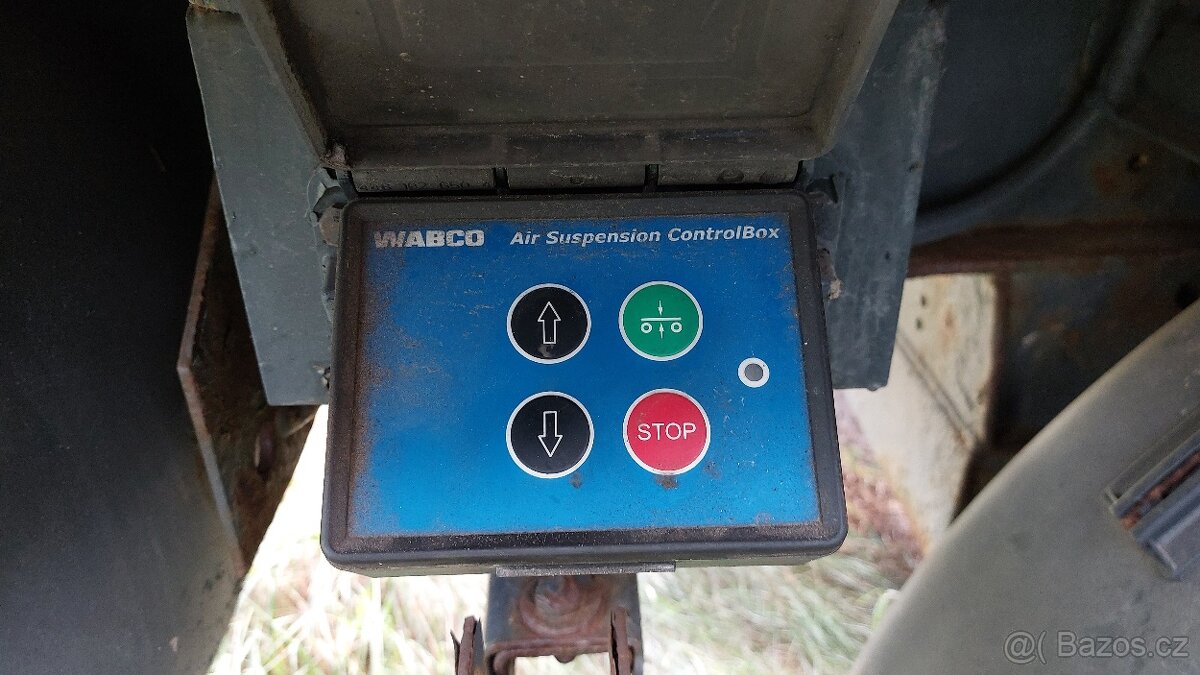 WABCO Air Suspension ControlBox
STOP
@( Bazos.cz